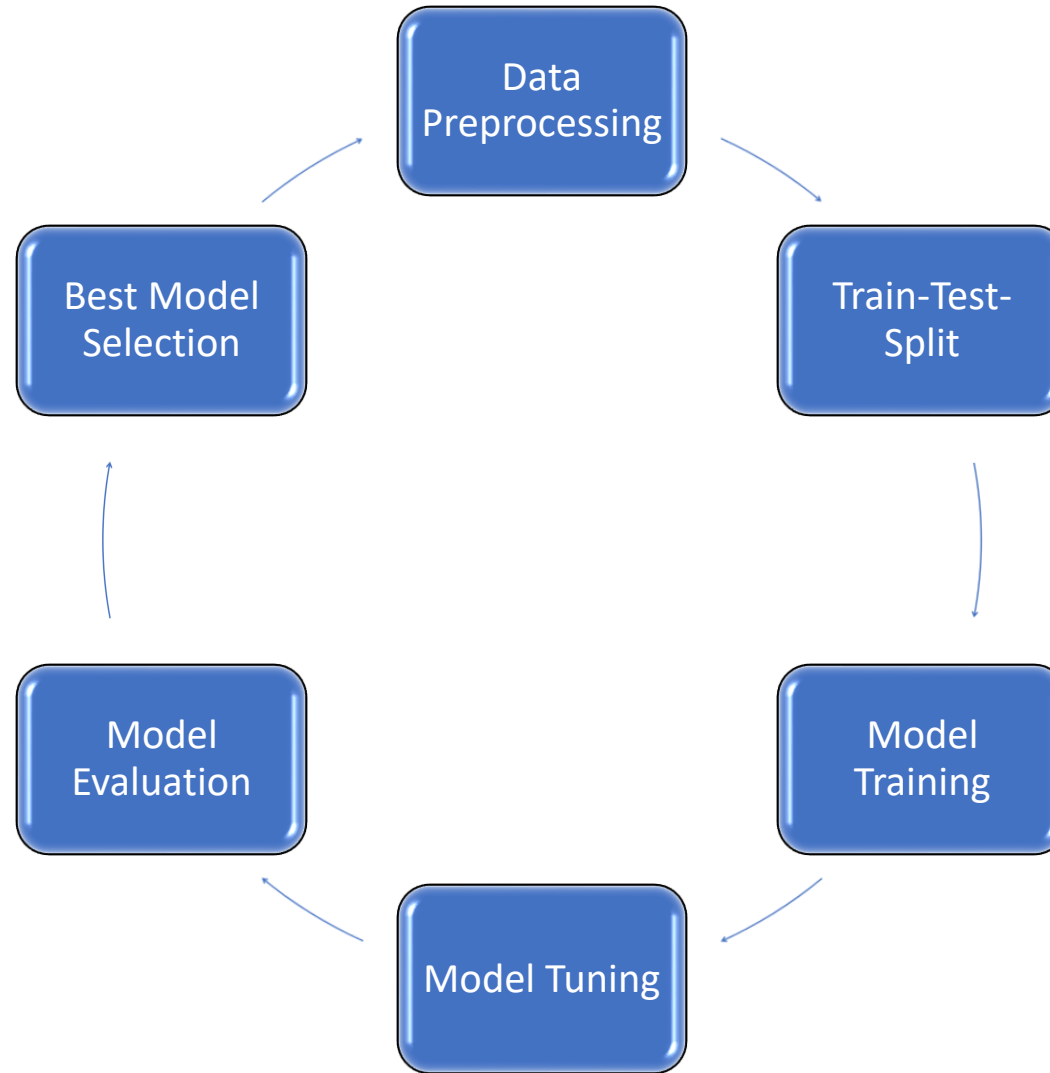 Data
Preprocessing
Train-Test-
Split
Model
Training
Model Tuning
Model
Evaluation
Best Model
Selection